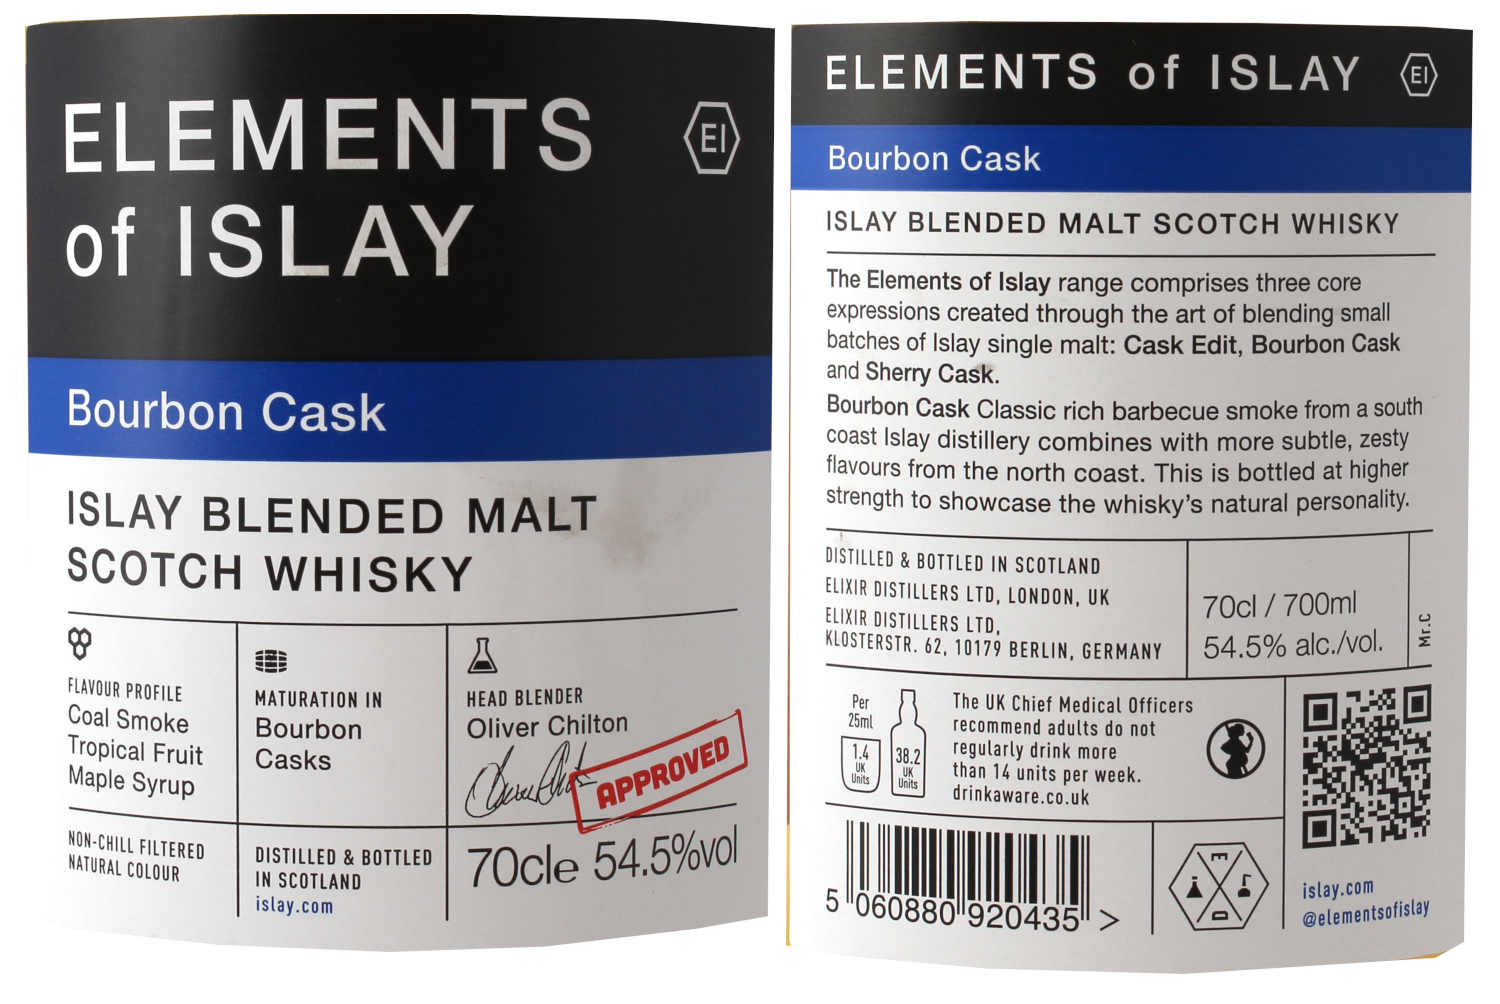 ELEMENTS
of ISLAY
EI
Bourbon Cask
ISLAY BLENDED MALT
SCOTCH WHISKY
FLAVOUR PROFILE
Coal Smoke
Tropical Fruit
Maple Syrup
MATURATION IN
Bourbon
Casks
HEAD BLENDER
Oliver Chilton
APPROVED
NON-CHILL FILTERED
NATURAL COLOUR
DISTILLED & BOTTLED
IN SCOTLAND
islay.com
70cle 54.5%vol
ELEMENTS of ISLAY
EI
Bourbon Cask
ISLAY BLENDED MALT SCOTCH WHISKY
The Elements of Islay range comprises three core
expressions created through the art of blending small
batches of Islay single malt: Cask Edit, Bourbon Cask
and Sherry Cask.
Bourbon Cask Classic rich barbecue smoke from a south
coast Islay distillery combines with more subtle, zesty
flavours from the north coast. This is bottled at higher
strength to showcase the whisky's natural personality.
DISTILLED & BOTTLED IN SCOTLAND
ELIXIR DISTILLERS LTD, LONDON, UK
ELIXIR DISTILLERS LTD,
KLOSTERSTR. 62, 10179 BERLIN, GERMANY
70cl / 700ml
54.5% alc./vol.
Mr.C
Per
25ml
1.4
UK
Units
38.2
UK
Units
The UK Chief Medical Officers
recommend adults do not
regularly drink more
than 14 units per week.
drinkaware.co.uk
5 060880 920435 >
E
D
islay.com
@elementsofislay